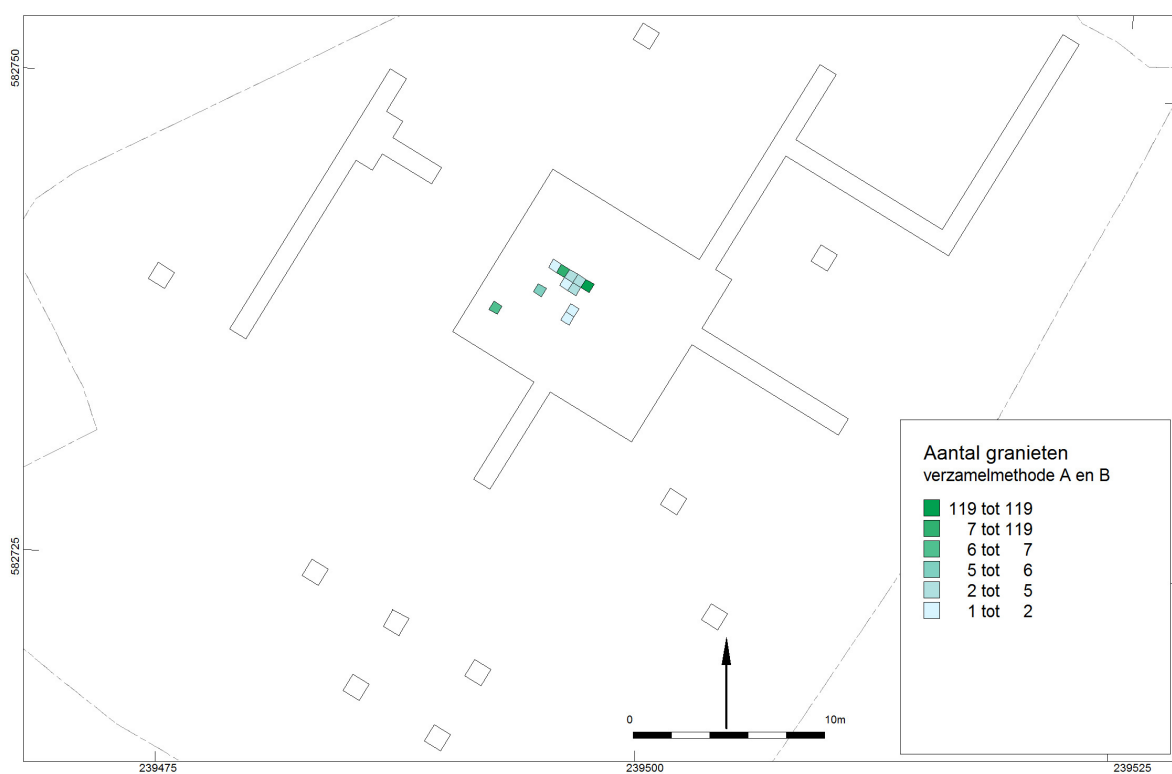 582750
582725
Aantal granieten
verzamelmethode A en B
119 tot 119
7 tot 119
6 tot 7
5 tot 6
2 tot 5
1 tot 2
0 10m
239475 239500 239525